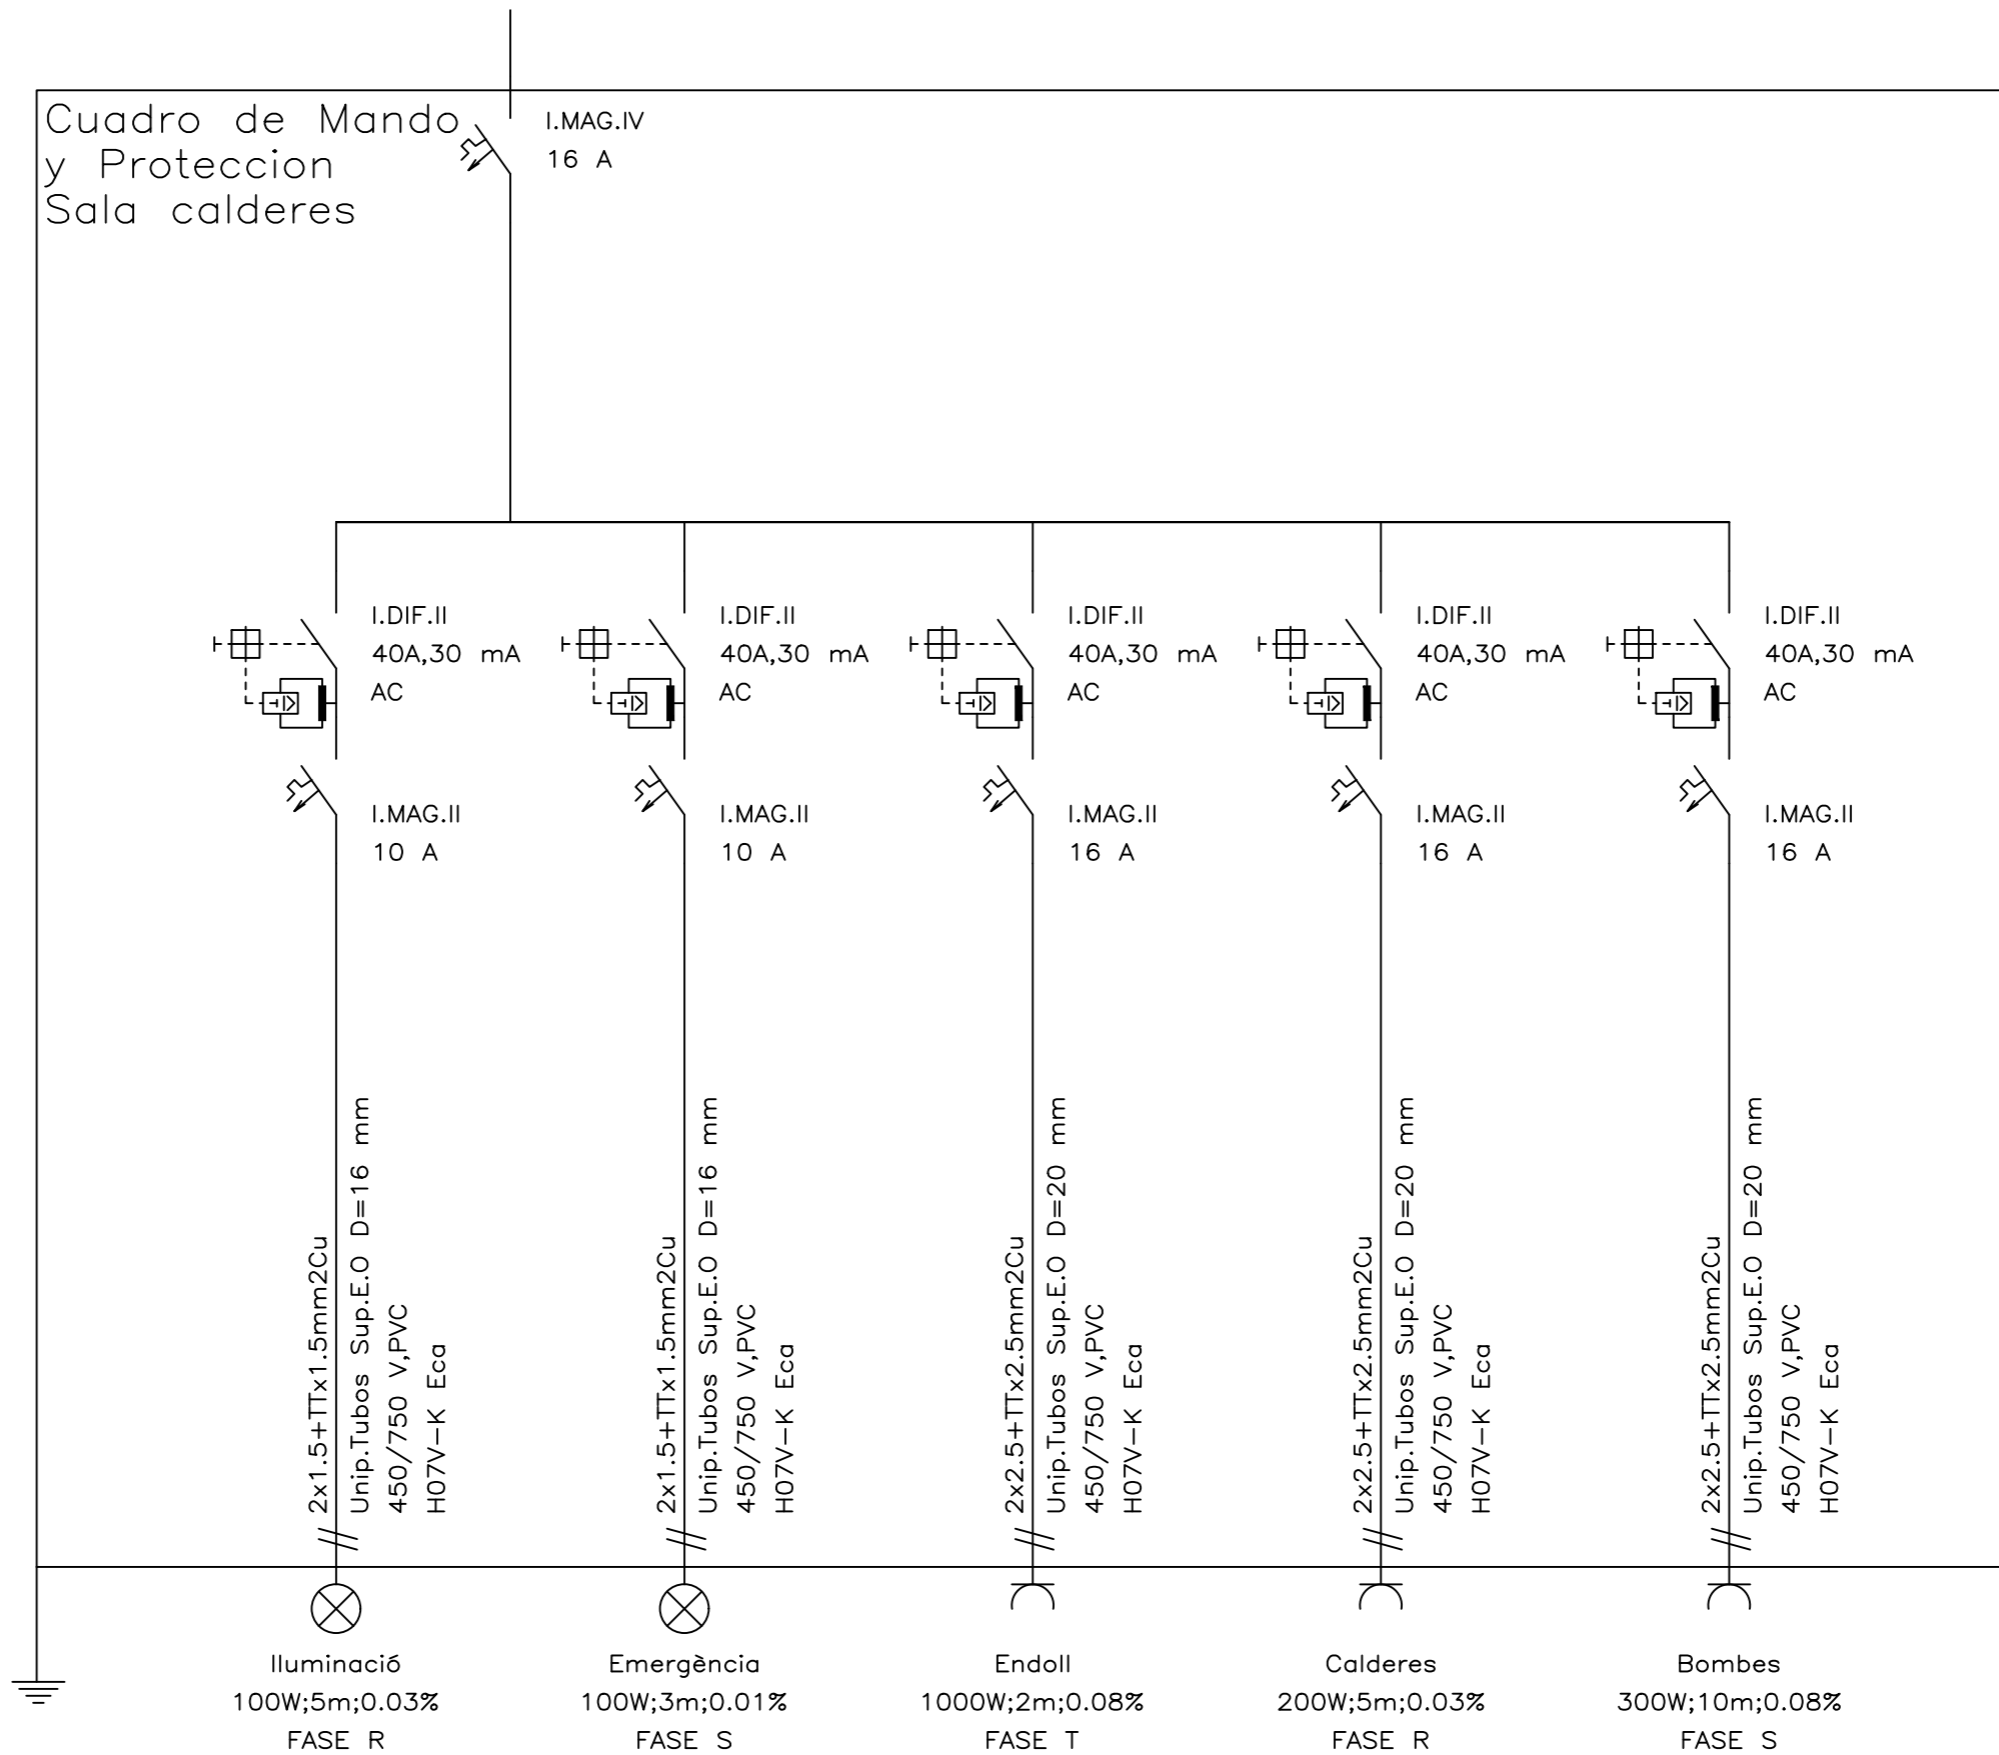 Cuadro de Mando
y Proteccion
Sala calderes
I.MAG.IV
16 A
I.DIF.II
40A,30 mA
AC
I.MAG.II
10 A
2x1.5+TTx1.5mm2Cu
Unip.Tubos Sup.E.O D=16 mm
450/750 V,PVC
H07V-K Eca
Iluminació
100W;5m;0.03%
FASE R
I.DIF.II
40A,30 mA
AC
I.MAG.II
10 A
2x1.5+TTx1.5mm2Cu
Unip.Tubos Sup.E.O D=16 mm
450/750 V,PVC
H07V-K Eca
Emergència
100W;3m;0.01%
FASE S
I.DIF.II
40A,30 mA
AC
I.MAG.II
16 A
2x2.5+TTx2.5mm2Cu
Unip.Tubos Sup.E.O D=20 mm
450/750 V,PVC
H07V-K Eca
Endoll
1000W;2m;0.08%
FASE T
I.DIF.II
40A,30 mA
AC
I.MAG.II
16 A
2x2.5+TTx2.5mm2Cu
Unip.Tubos Sup.E.O D=20 mm
450/750 V,PVC
H07V-K Eca
Calderes
200W;5m;0.03%
FASE R
I.DIF.II
40A,30 mA
AC
I.MAG.II
16 A
2x2.5+TTx2.5mm2Cu
Unip.Tubos Sup.E.O D=20 mm
450/750 V,PVC
H07V-K Eca
Bombes
300W;10m;0.08%
FASE S